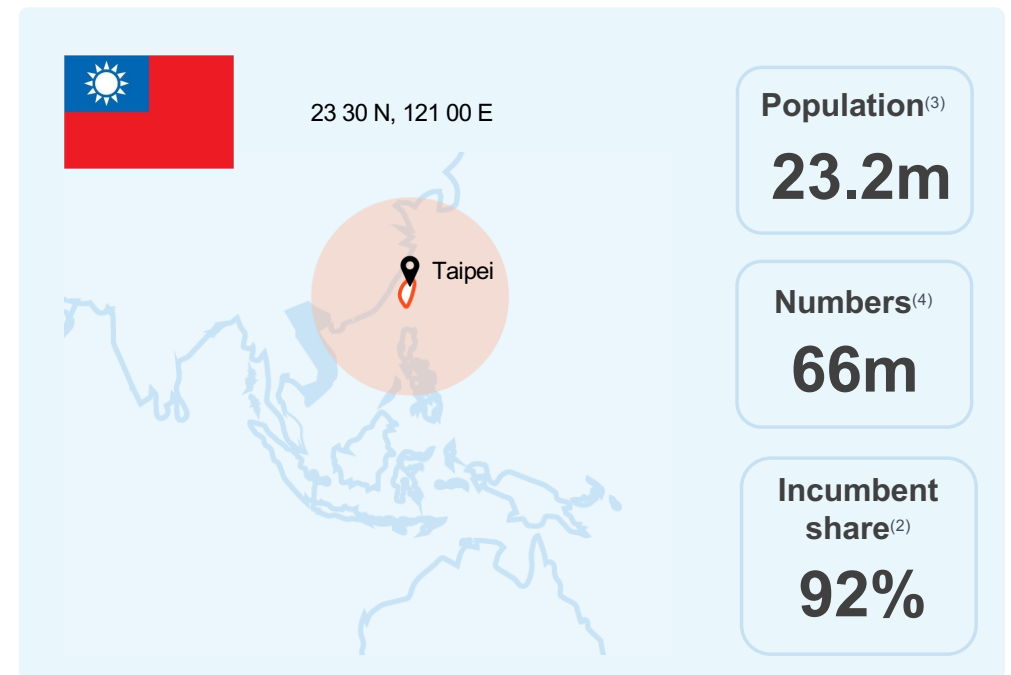 23 30 N, 121 00 E
Taipei
Population(3)
23.2m
Numbers(4)
66m
Incumbent
share(2)
92%